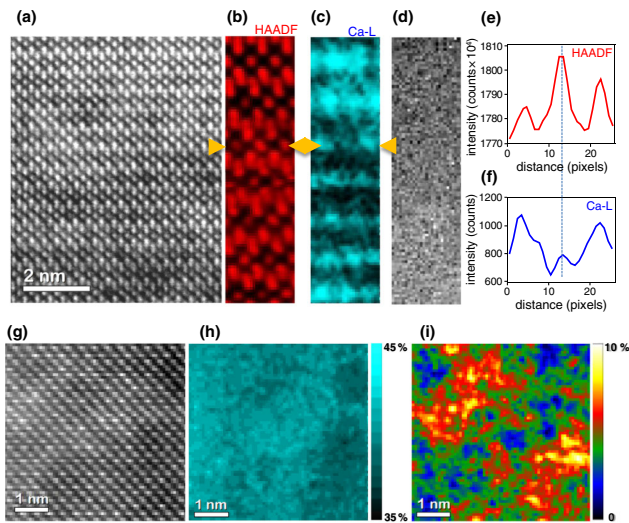 (a)
(b)
(c)
(d)
(e)
HAADF
Ca-L
1810
1800
1790
1780
1770
intensity (counts× 10⁶)
HAADF
0
10
20
distance (pixels)
(f)
1200
1000
800
600
intensity (counts)
Ca-L
0
10
20
distance (pixels)
2 nm
(g)
(h)
(i)
45 %
35 %
10 %
0
1 nm
1 nm
1 nm